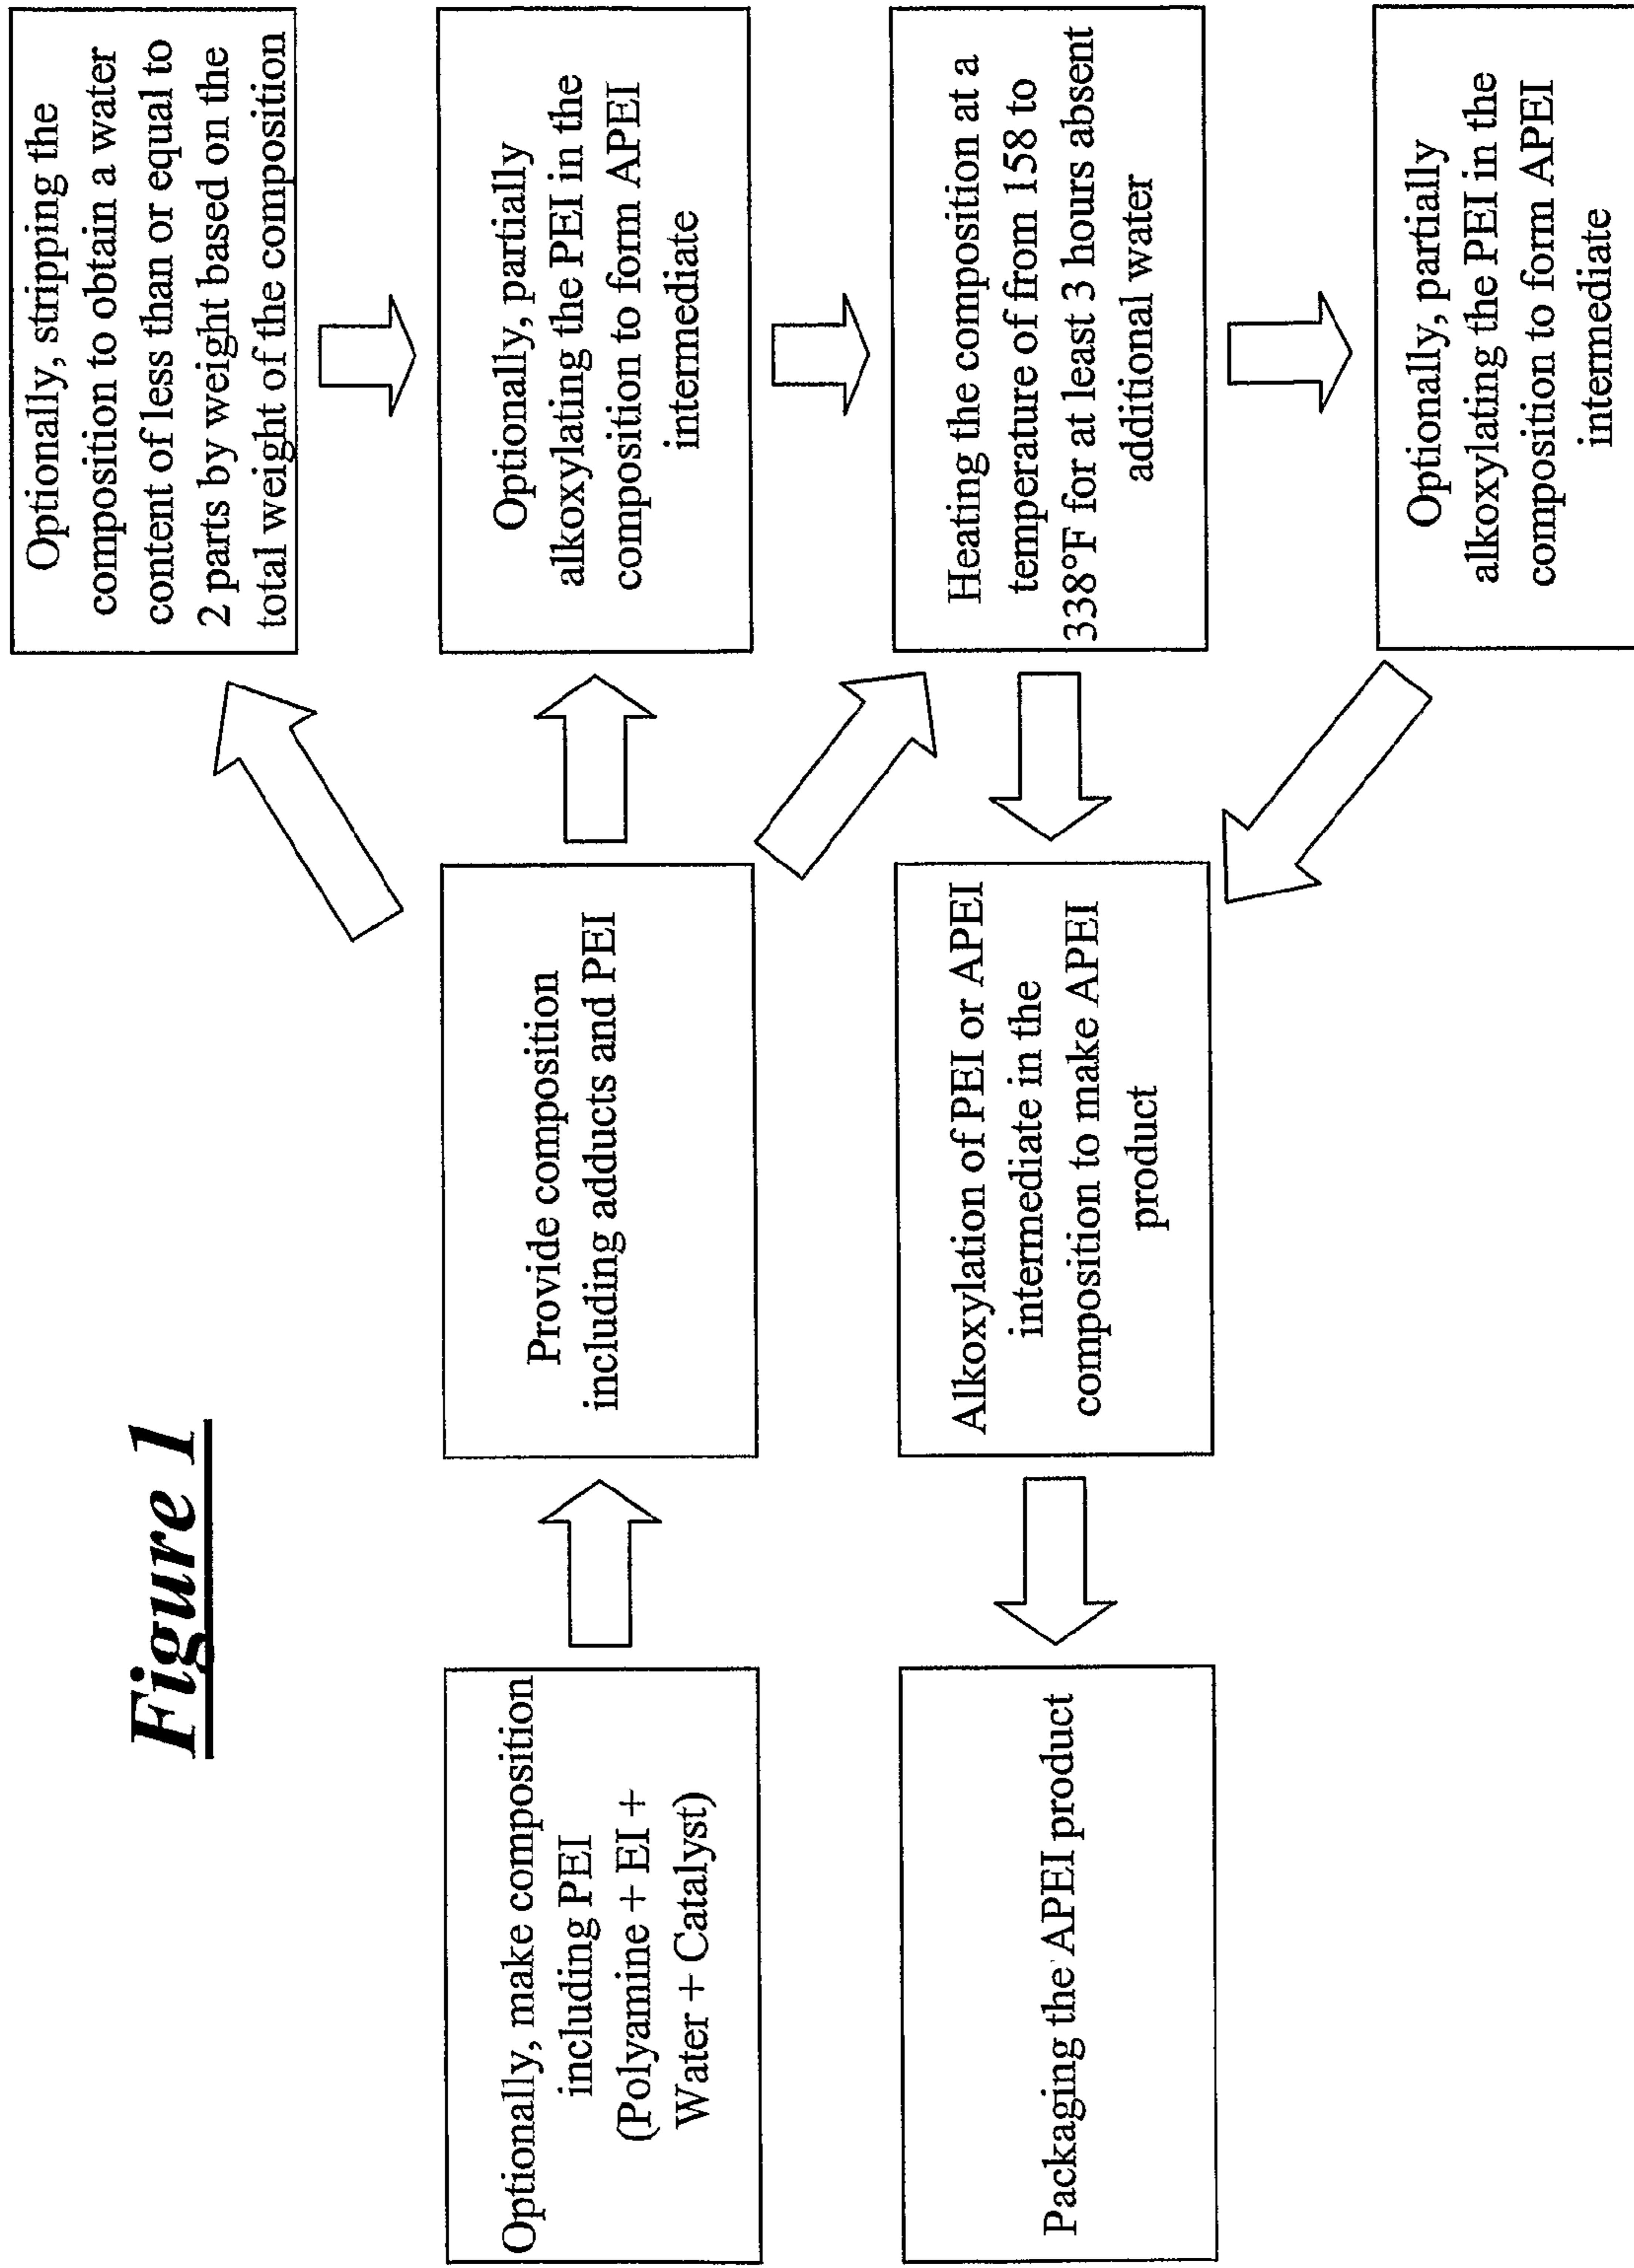 Figure 1
Optionally, make composition
including PEI
(Polyamine + EI +
Water + Catalyst)
Provide composition
including adducts and PEI
Optionally, stripping the
composition to obtain a water
content of less than or equal to
2 parts by weight based on the
total weight of the composition
Optionally, partially
alkoxylating the PEI in the
composition to form APEI
intermediate
Heating the composition at a
temperature of from 158 to
338°F for at least 3 hours absent
additional water
Optionally, partially
alkoxylating the PEI in the
composition to form APEI
intermediate
Alkoxylation of PEI or APEI
intermediate in the
composition to make APEI
product
Packaging the APEI product